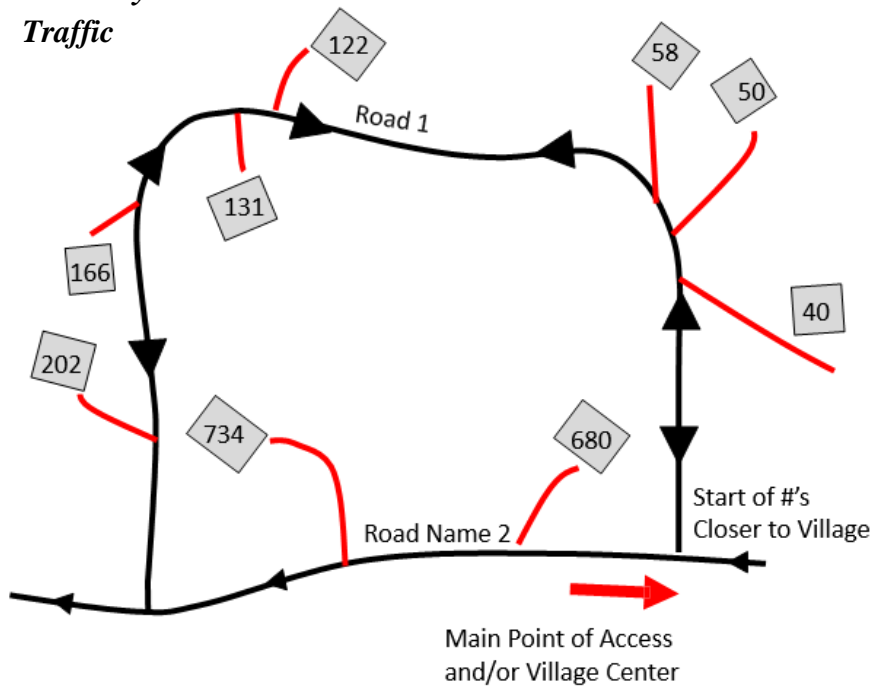 Traffic
122
58
50
Road 1
131
166
40
202
734
680
Start of #'s
Closer to Village
Road Name 2
Main Point of Access
and/or Village Center